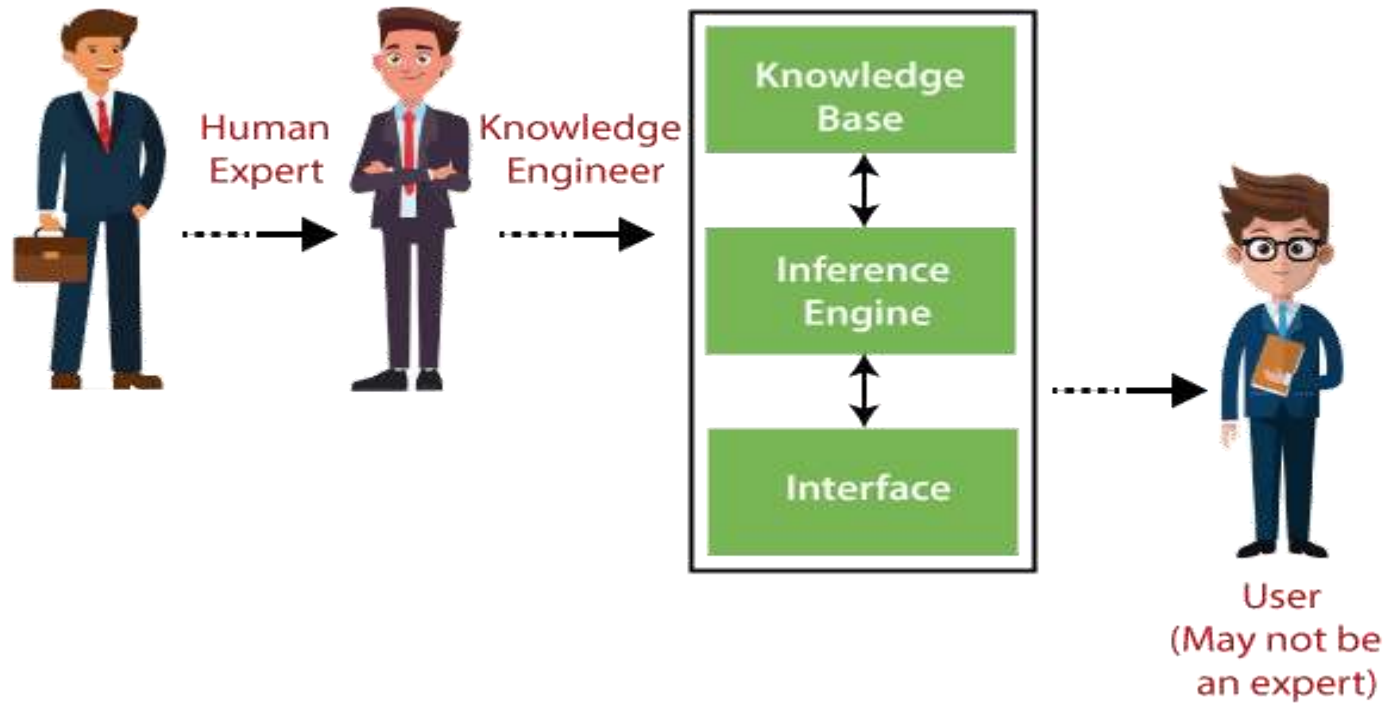 Human
Expert
Knowledge
Engineer
Knowledge
Base
Inference
Engine
Interface
User
(May not be
an expert)